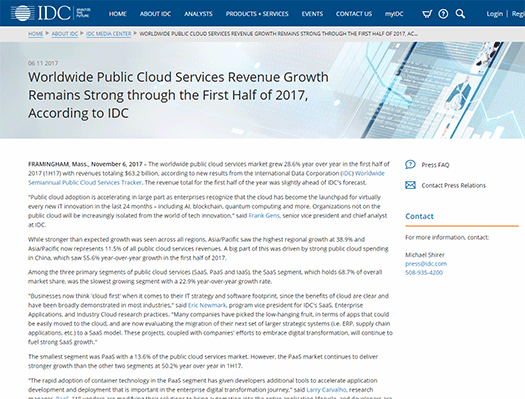 IDC
ANALYZE THE FUTURE
HOME ABOUT IDC ANALYSTS PRODUCTS + SERVICES EVENTS CONTACT US myIDC Login Reg
HOME > ABOUT IDC > IDC MEDIA CENTER > WORLDWIDE PUBLIC CLOUD SERVICES REVENUE GROWTH REMAINS STRONG THROUGH THE FIRST HALF OF 2017, AC...
06 11 2017
Worldwide Public Cloud Services Revenue Growth
Remains Strong through the First Half of 2017,
According to IDC
FRAMINGHAM, Mass., November 6, 2017 – The worldwide public cloud services market grew 28.6% year over year in the first half of
2017 (1H17) with revenues totaling $63.2 billion, according to new results from the International Data Corporation (IDC) Worldwide
Semiannual Public Cloud Services Tracker. The revenue total for the first half of the year was slightly ahead of IDC's forecast.
"Public cloud adoption is accelerating in large part as enterprises recognize that the cloud has become the launchpad for virtually
every new IT innovation in the last 24 months – including AI, blockchain, quantum computing and more. Organizations not on the
public cloud will be increasingly isolated from the world of tech innovation," said Frank Gens, senior vice president and chief analyst
at IDC.
While stronger than expected growth was seen across all regions, Asia/Pacific saw the highest regional growth at 38.9% and
Asia/Pacific now represents 11.5% of all public cloud services revenues. A big part of this was driven by strong public cloud spending
in China, which saw 55.6% year-over-year growth in the first half of 2017.
Among the three primary segments of public cloud services (SaaS, PaaS and IaaS), the SaaS segment, which holds 68.7% of overall
market share, was the slowest growing segment with a 22.9% year-over-year growth rate.
"Businesses now think 'cloud first' when it comes to their IT strategy and software footprint, since the benefits of cloud are clear and
have been broadly demonstrated in most industries," said Eric Newmark, program vice president for IDC's SaaS, Enterprise
Applications, and Industry Cloud research practices. "Many companies have picked the low-hanging fruit, in terms of apps that could
be easily moved to the cloud, and are now evaluating the migration of their next set of larger strategic systems (i.e. ERP, supply chain
applications, etc.) to a SaaS model. These projects, coupled with companies' efforts to embrace digital transformation, will continue to
fuel strong SaaS growth."
The smallest segment was PaaS with a 13.6% of the public cloud services market. However, the PaaS market continues to deliver
stronger growth than the other two segments at 50.2% year over year in 1H17.
"The rapid adoption of container technology in the PaaS segment has given developers additional tools to accelerate application
development and deployment that is important in the enterprise digital transformation journey," said Larry Carvalho, research
manager, PaaS.
Press FAQ
Contact Press Relations
Contact
For more information, contact:
Michael Shirer
press@idc.com
508-935-4200